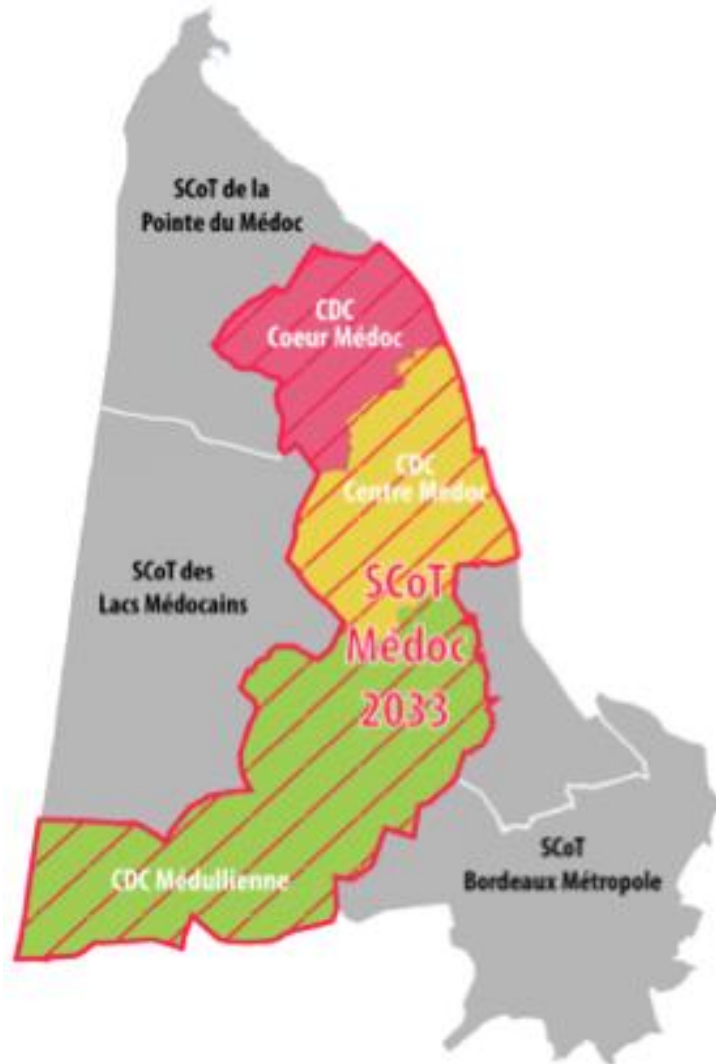 SCoT de la
Pointe du Médoc
CDC
Coeur Médoc
CDC
Centre Médoc
SCoT des
Lacs Médocains
SCoT
Médoc
2033
CDC Médullienne
SCoT
Bordeaux Métropole